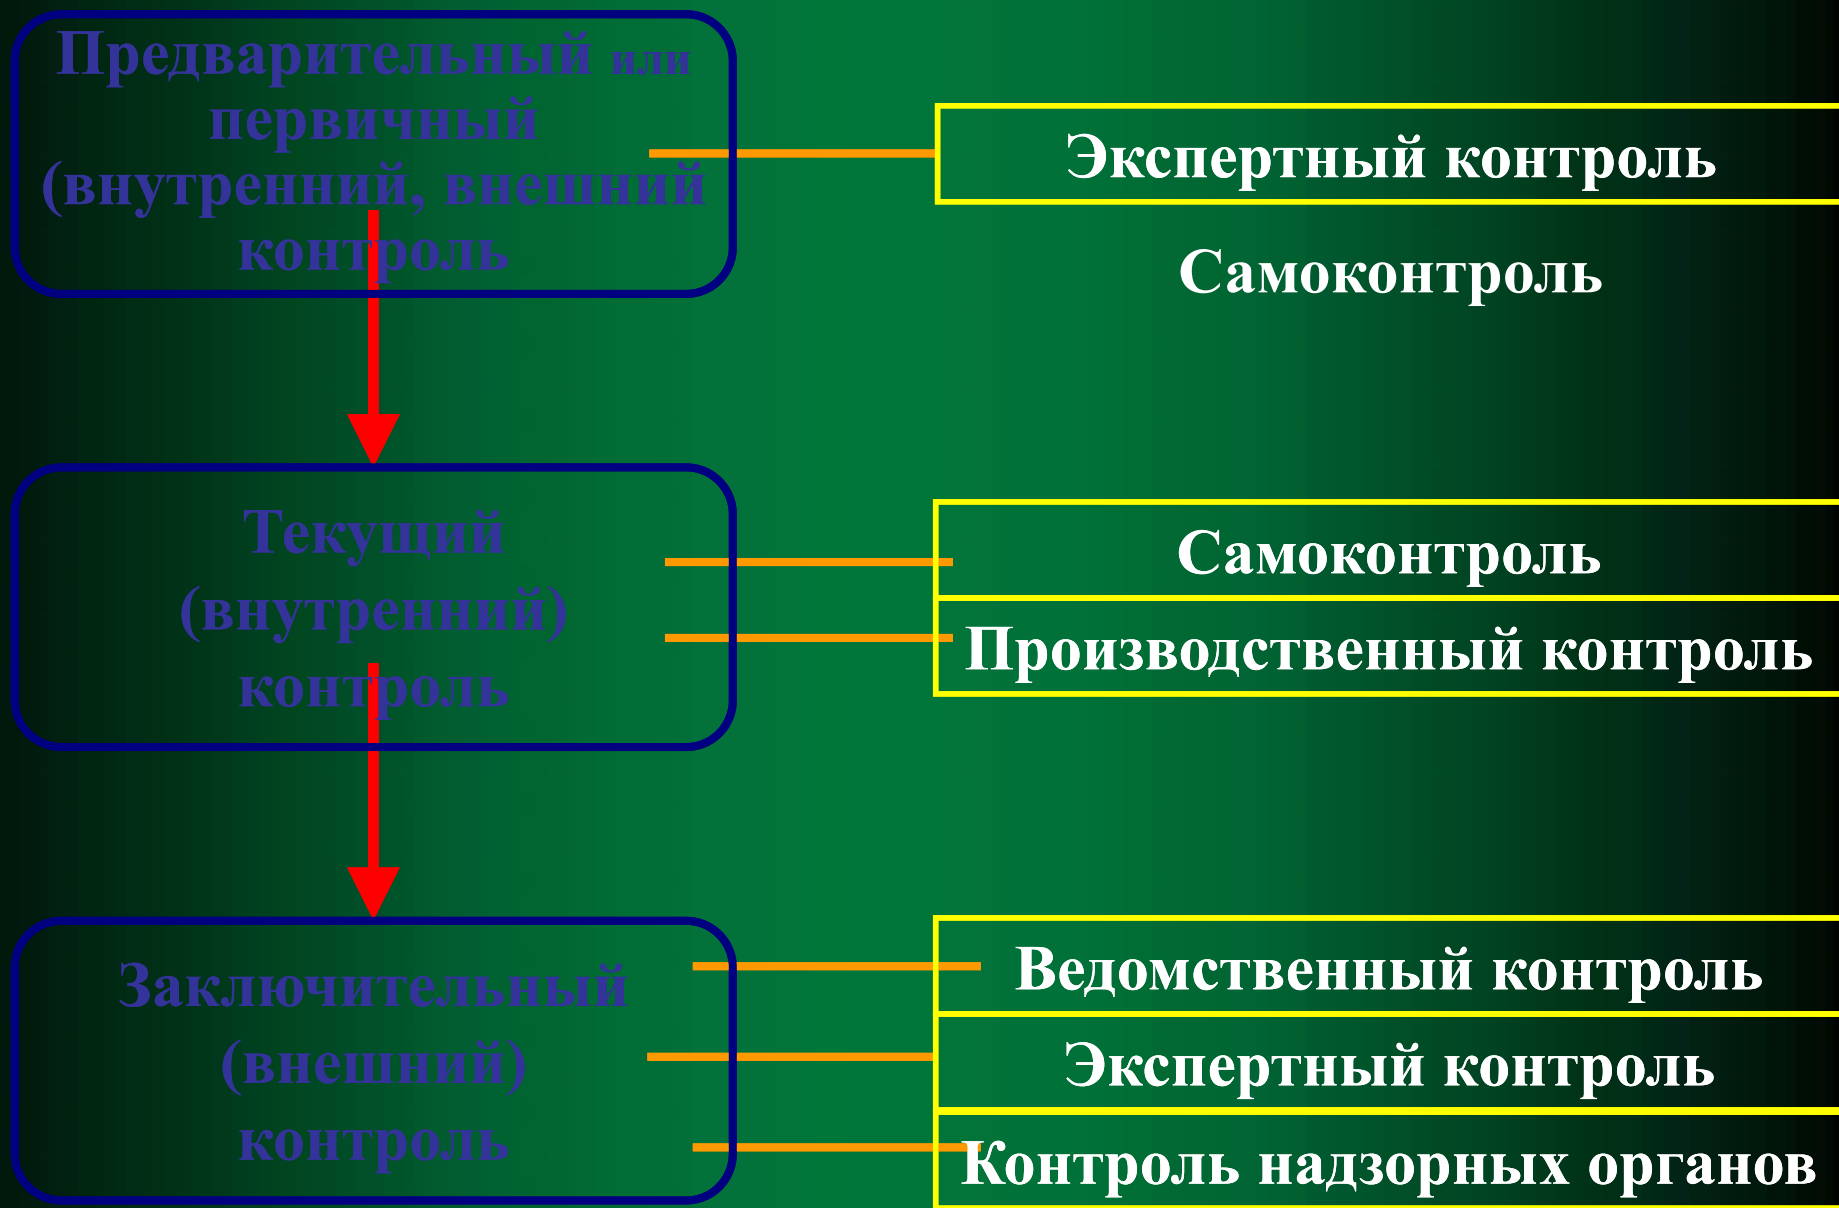 Предварительный или
первичный
(внутренний, внешний
контроль
Экспертный контроль
Самоконтроль
Текущий
(внутренний)
контроль
Самоконтроль
Производственный контроль
Заключительный
(внешний)
контроль
Ведомственный контроль
Экспертный контроль
Контроль надзорных органов